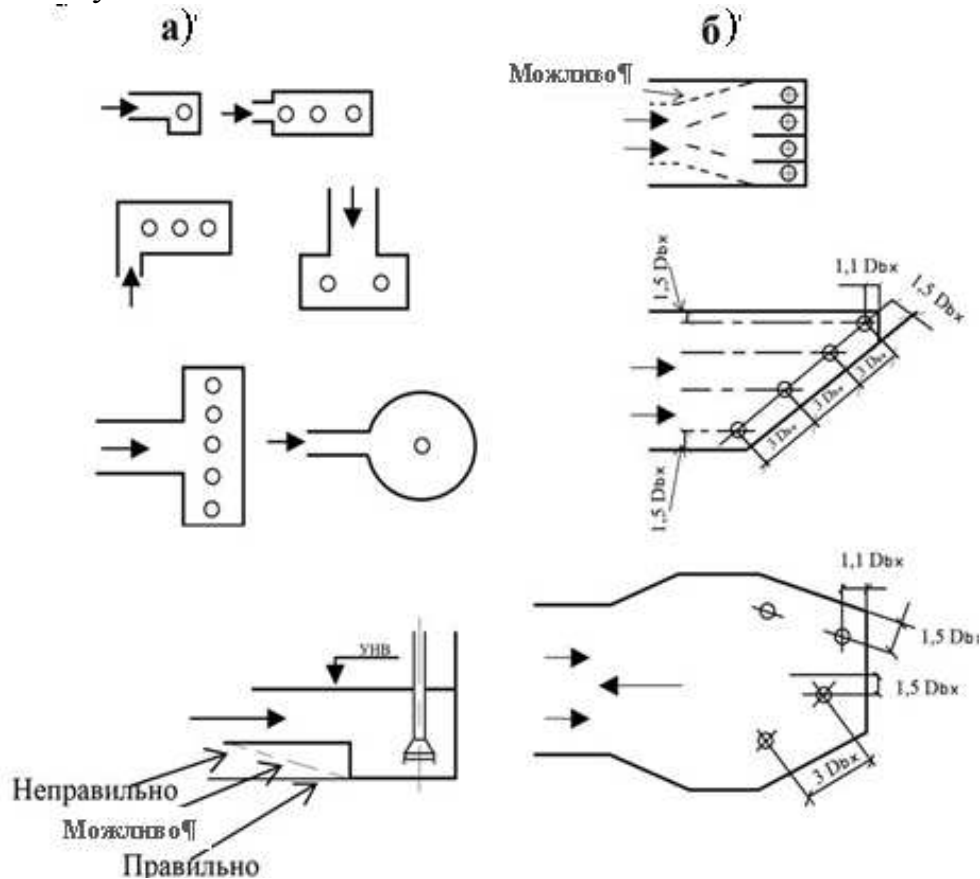 а)'
б)'
Можливо¶
1,5 Dвх
1,1 Dвх
1,5 Dвх
3 Dвх
3 Dвх
3 Dвх
1,5 Dвх
1,1 Dвх
1,5 Dвх
1,5 Dвх
3 Dвх
УНВ
Неправильно
Можливо¶
Правильно